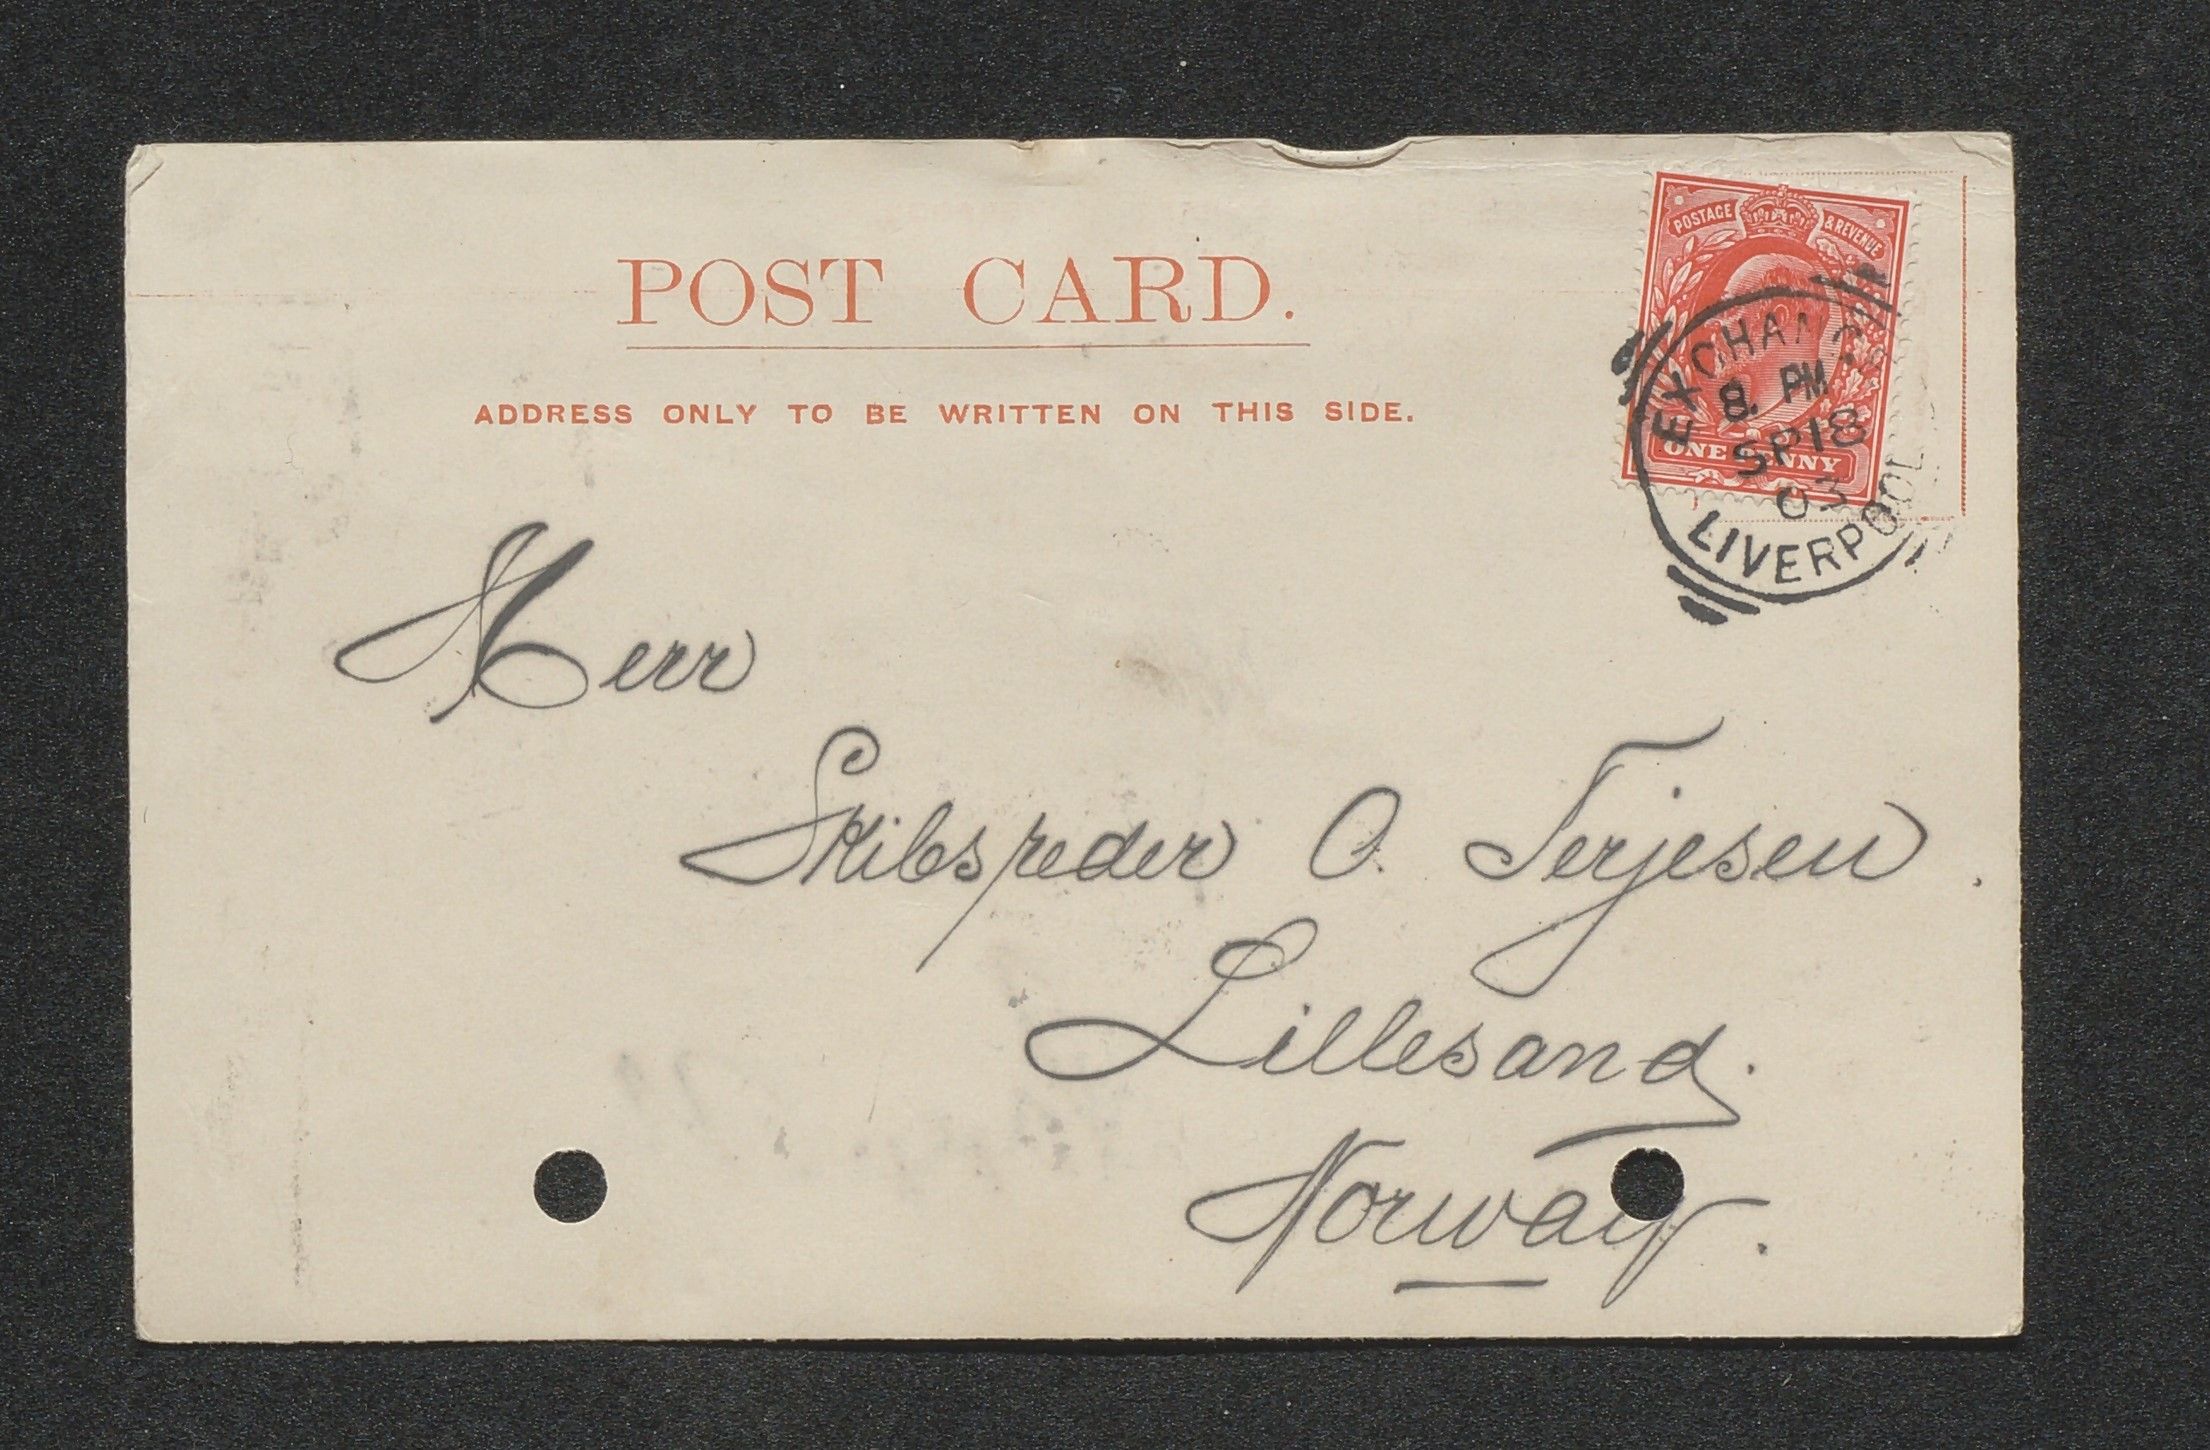 POST CARD.
ADDRESS ONLY TO BE WRITTEN ON THIS SIDE.
POSTAGE & REVENUE
ONE PENNY
EXCHANGE
8. PM
SP 18
03
LIVERPOOL
Herr
Skibsreder O. Terjesen.
Lillesand.
Norway.